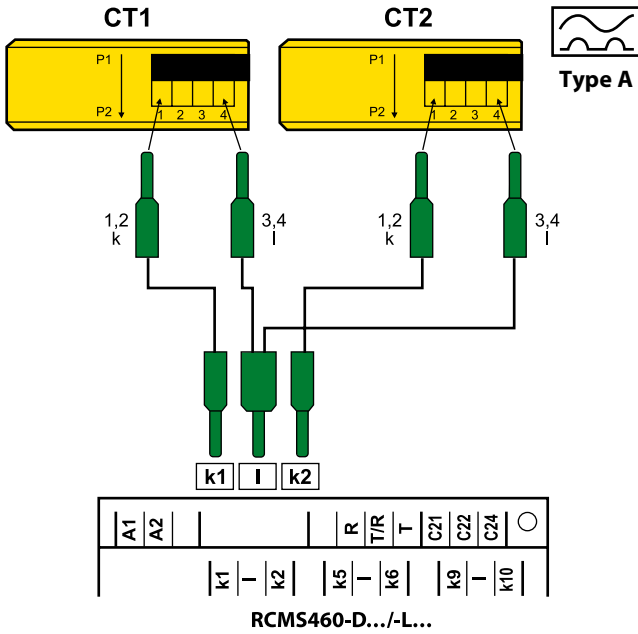 CT1
CT2
Type A
P1
P2
1 2 3 4
P1
P2
1 2 3 4
1,2
k
3,4
l
1,2
k
3,4
l
k1
l
k2
A1 A2 R T/R T C21 C22 C24
k1 l k2 k5 l k6 k9 l k10
RCMS460-D.../-L...